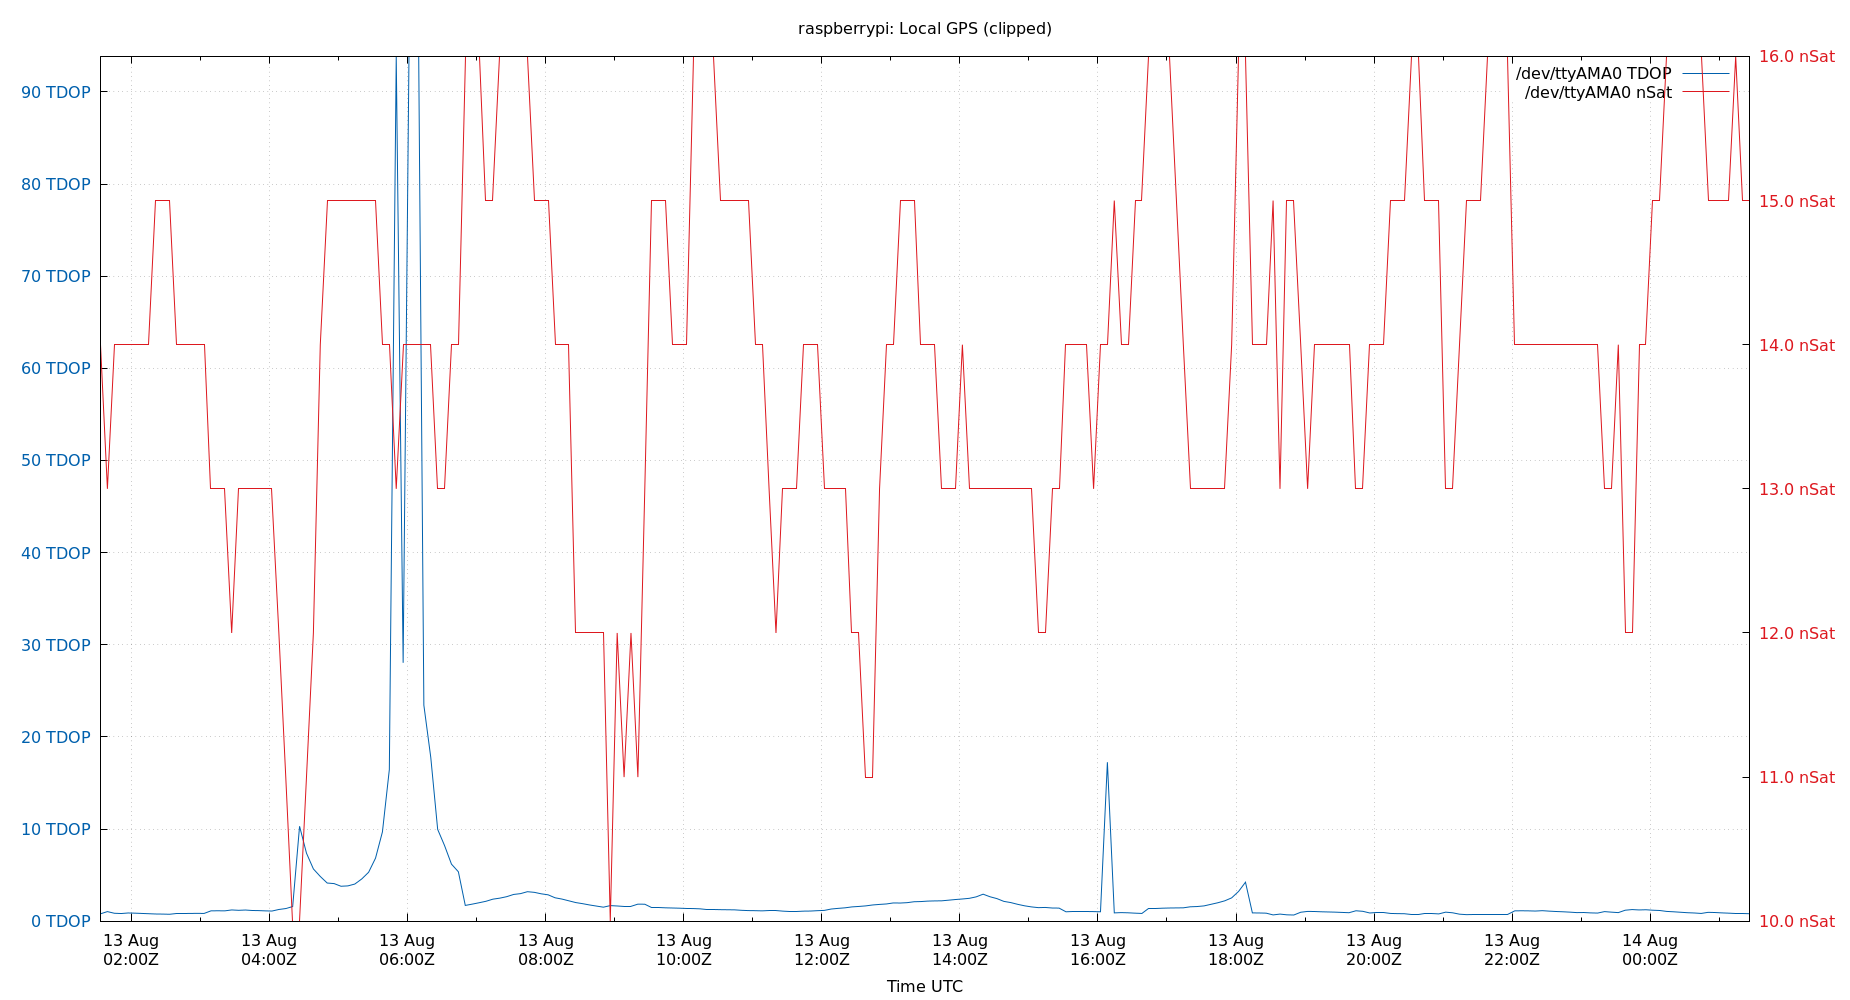 raspberrypi: Local GPS (clipped)
/dev/ttyAMA0 TDOP
/dev/ttyAMA0 nSat
90 TDOP
80 TDOP
70 TDOP
60 TDOP
50 TDOP
40 TDOP
30 TDOP
20 TDOP
10 TDOP
0 TDOP
16.0 nSat
15.0 nSat
14.0 nSat
13.0 nSat
12.0 nSat
11.0 nSat
10.0 nSat
13 Aug
02:00Z
13 Aug
04:00Z
13 Aug
06:00Z
13 Aug
08:00Z
13 Aug
10:00Z
13 Aug
12:00Z
13 Aug
14:00Z
13 Aug
16:00Z
13 Aug
18:00Z
13 Aug
20:00Z
13 Aug
22:00Z
14 Aug
00:00Z
Time UTC